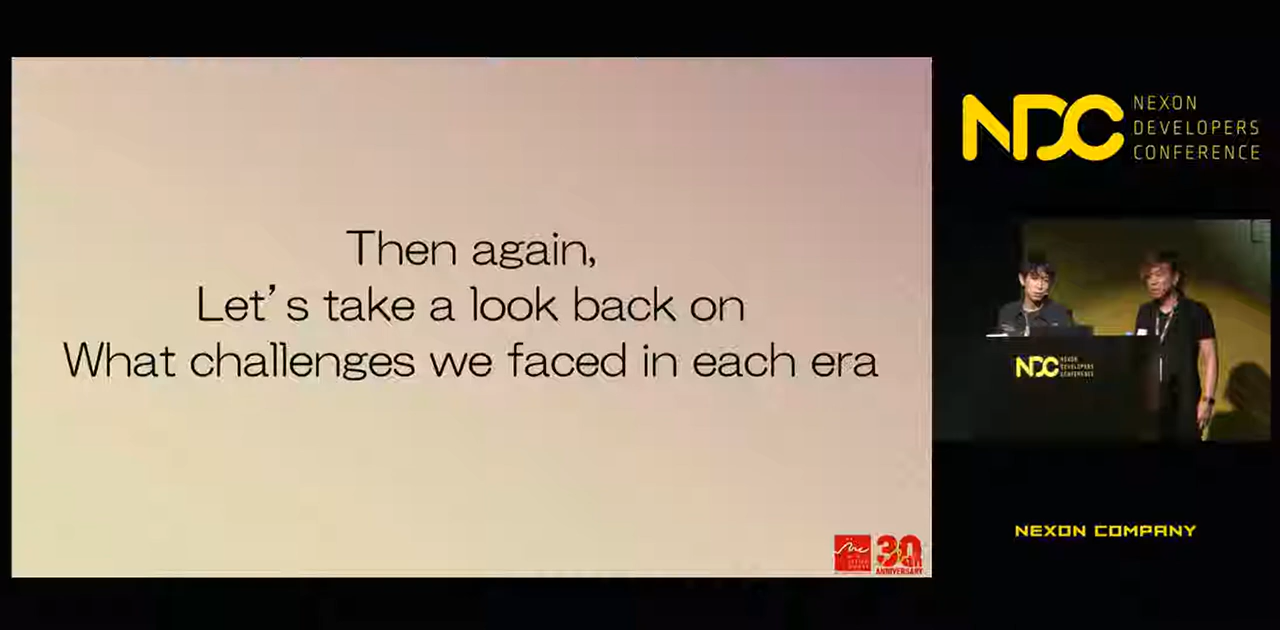 Then again,
Let's take a look back on
What challenges we faced in each era
30
ANNIVERSARY
NDC
NEXON
DEVELOPERS
CONFERENCE
NDC
NEXON
DEVELOPERS
CONFERENCE
NEXON COMPANY